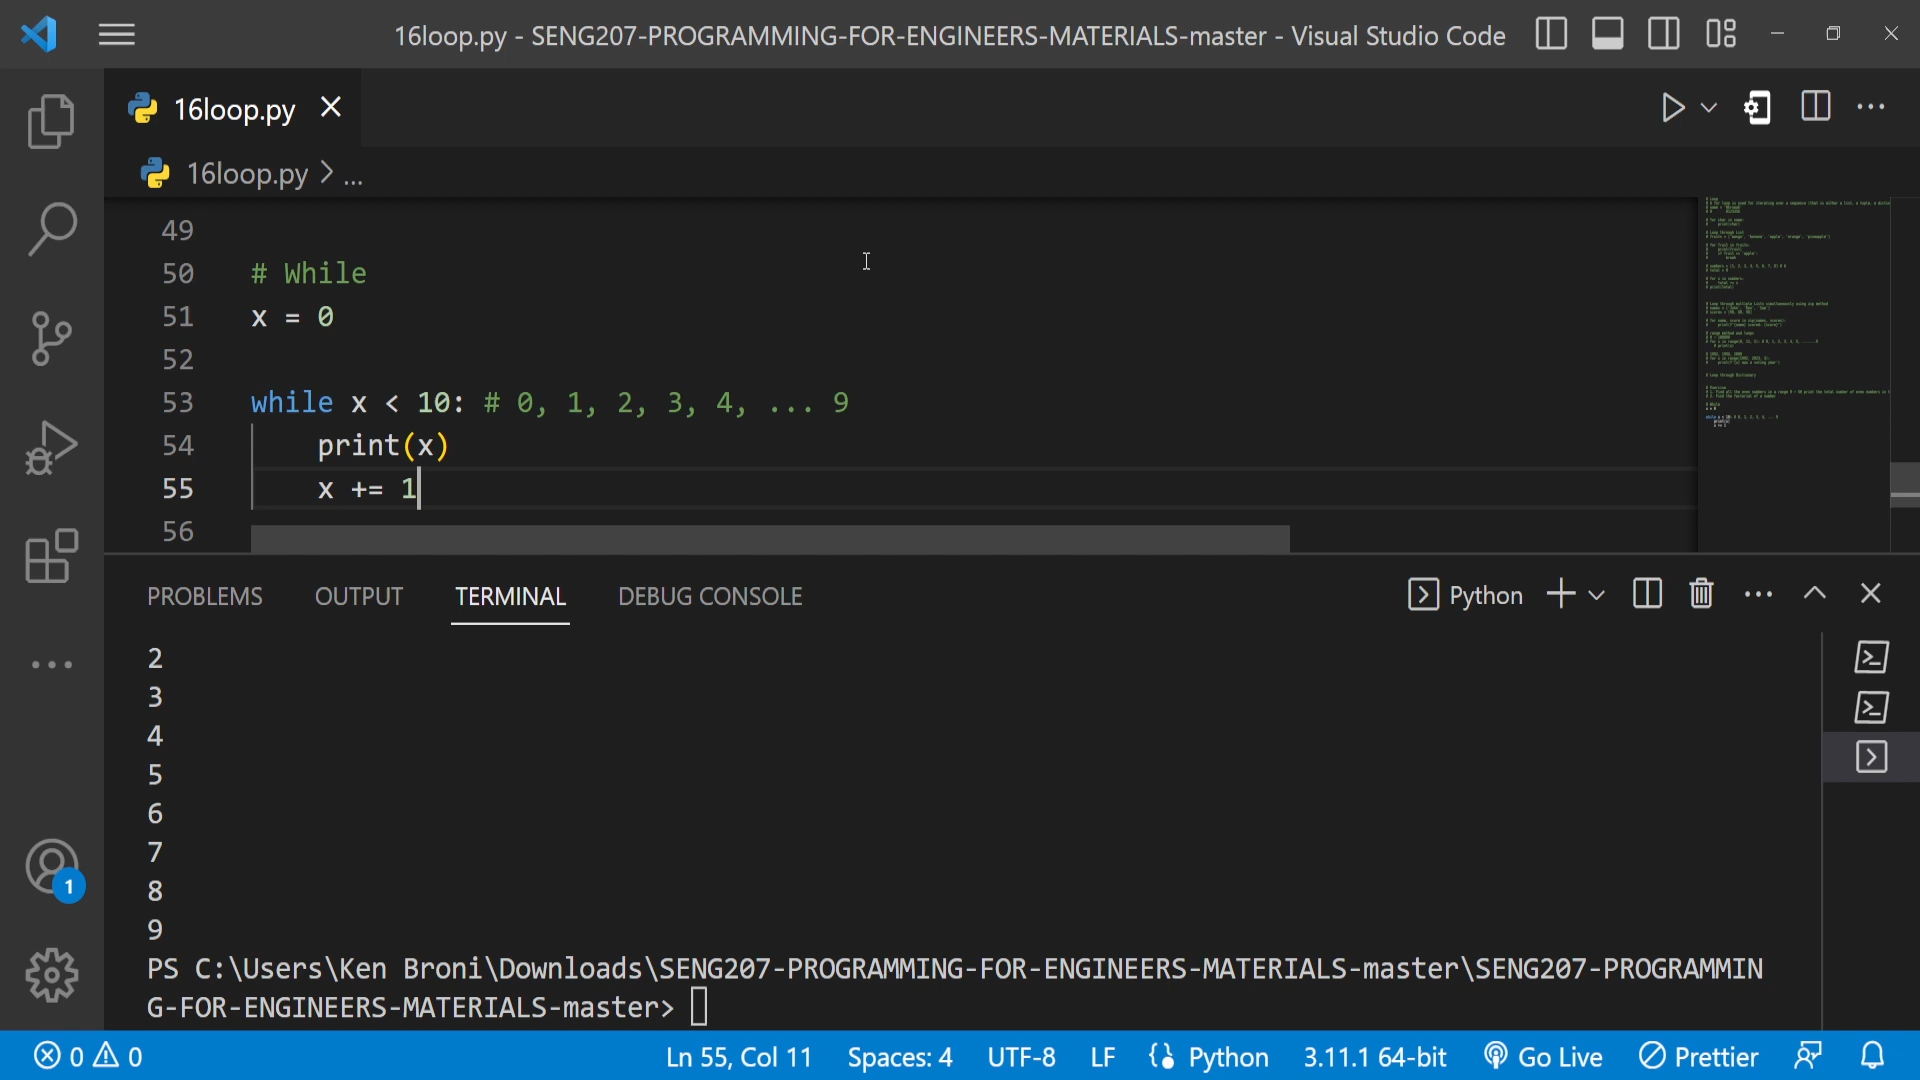 16loop.py - SENG207-PROGRAMMING-FOR-ENGINEERS-MATERIALS-master - Visual Studio Code
16loop.py
16loop.py > ...
49
50 # While
51 x = 0
52
53 while x < 10: # 0, 1, 2, 3, 4, ... 9
54     print(x)
55     x += 1
56
PROBLEMS OUTPUT TERMINAL DEBUG CONSOLE Python
2
3
4
5
6
7
8
9
PS C:\Users\Ken Broni\Downloads\SENG207-PROGRAMMING-FOR-ENGINEERS-MATERIALS-master\SENG207-PROGRAMMIN
G-FOR-ENGINEERS-MATERIALS-master>
1
0 0 Ln 55, Col 11 Spaces: 4 UTF-8 LF Python 3.11.1 64-bit Go Live Prettier